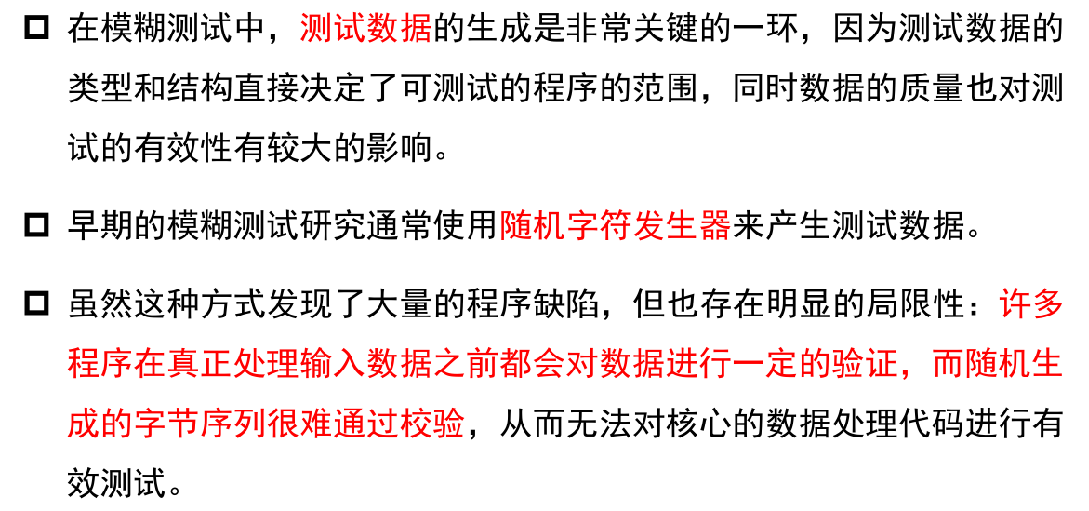 在模糊测试中，测试数据的生成是非常关键的一环，因为测试数据的
类型和结构直接决定了可测试的程序的范围，同时数据的质量也对测
试的有效性有较大的影响。
早期的模糊测试研究通常使用随机字符发生器来产生测试数据。
虽然这种方式发现了大量的程序缺陷，但也存在明显的局限性：许多
程序在真正处理输入数据之前都会对数据进行一定的验证，而随机生
成的字节序列很难通过校验，从而无法对核心的数据处理代码进行有
效测试。